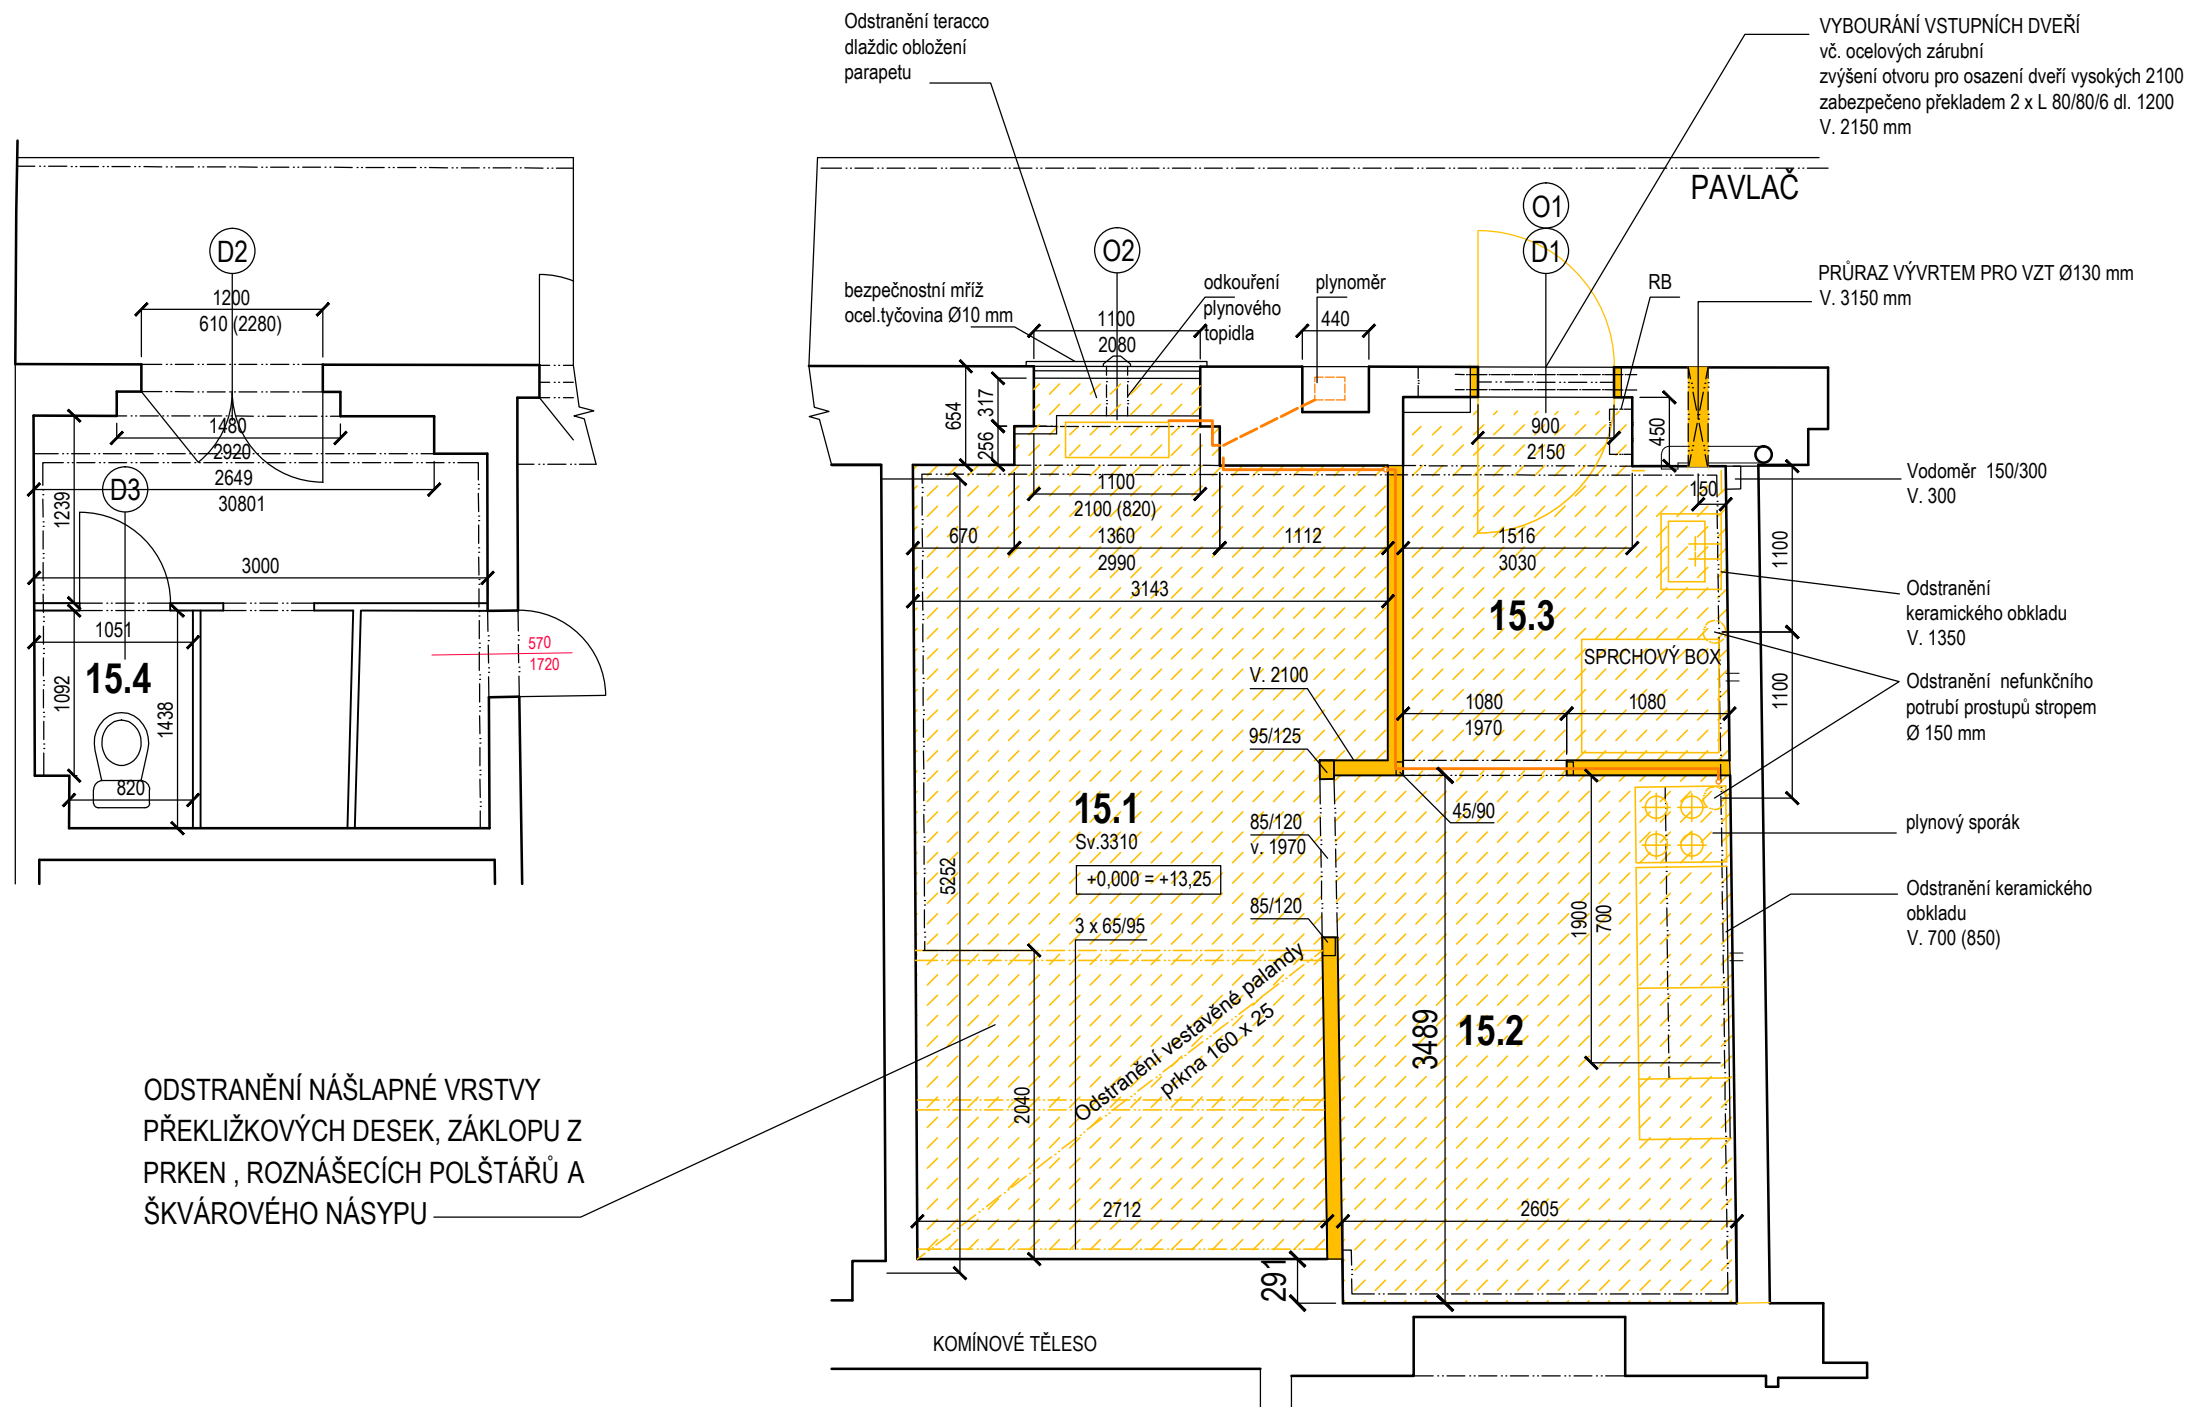 Odstranění teracco
dlaždic obložení
parapetu
VYBOURÁNÍ VSTUPNÍCH DVEŘÍ
vč. ocelových zárubní
zvýšení otvoru pro osazení dveří vysokých 2100
zabezpečeno překladem 2 x L 80/80/6 dl. 1200
V. 2150 mm
PAVLAČ
O1
D1
O2
D2
PRŮRAZ VÝVRTEM PRO VZT Ø130 mm
V. 3150 mm
bezpečnostní mříž
ocel.tyčovina Ø10 mm
odkouření
plynového
topidla
plynoměr
RB
1200
610 (2280)
1100
2080
440
654
317
256
450
900
2150
1480
2920
2649
30801
D3
1239
3000
1051
15.4
1092
1438
820
570
1720
1100
2100 (820)
150
Vodoměr 150/300
V. 300
670
1360
2990
1112
3143
1516
3030
1100
15.3
Odstranění
keramického obkladu
V. 1350
SPRCHOVÝ BOX
V. 2100
1080
1970
1080
1100
Odstranění nefunkčního
potrubí prostupů stropem
Ø 150 mm
95/125
15.1
Sv.3310
+0,000 = +13,25
85/120
v. 1970
45/90
plynový sporák
5252
85/120
3 x 65/95
1900
700
Odstranění keramického
obkladu
V. 700 (850)
Odstranění vestavěné palandy
prkna 160 x 25
2040
3489
15.2
ODSTRANĚNÍ NÁŠLAPNÉ VRSTVY
PŘEKLIŽKOVÝCH DESEK, ZÁKLOPU Z
PRKEN , ROZNÁŠECÍCH POLŠTÁŘŮ A
ŠKVÁROVÉHO NÁSYPU
2712
2605
291
KOMÍNOVÉ TĚLESO